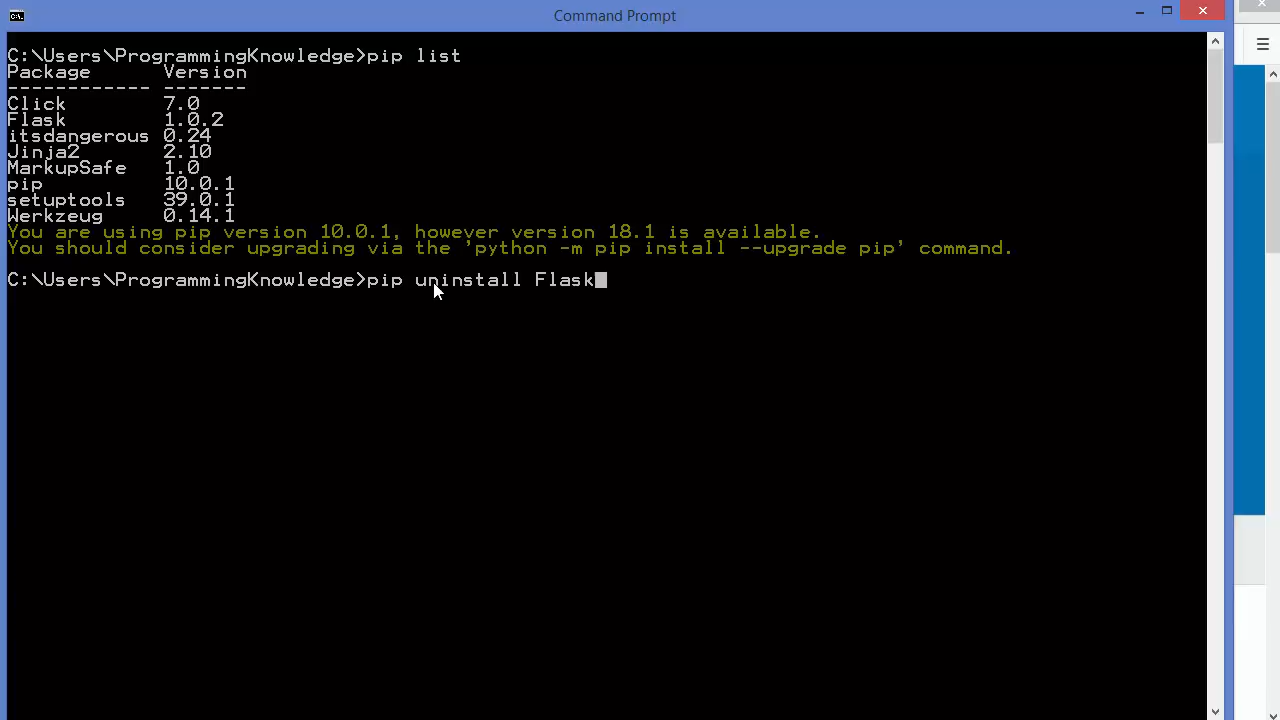 Command Prompt
C:\Users\ProgrammingKnowledge>pip list
Package      Version
------------ -------
Click        7.0
Flask        1.0.2
itsdangerous 0.24
Jinja2       2.10
MarkupSafe   1.0
pip          10.0.1
setuptools   39.0.1
Werkzeug     0.14.1
You are using pip version 10.0.1, however version 18.1 is available.
You should consider upgrading via the 'python -m pip install --upgrade pip' command.
C:\Users\ProgrammingKnowledge>pip uninstall Flask